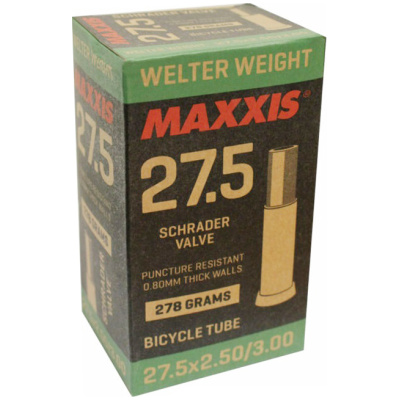 WELTER WEIGHT
MAXXIS®
27.5
SCHRADER
VALVE
PUNCTURE RESISTANT
0.80MM THICK WALLS
278 GRAMS
BICYCLE TUBE
27.5x2.50/3.00